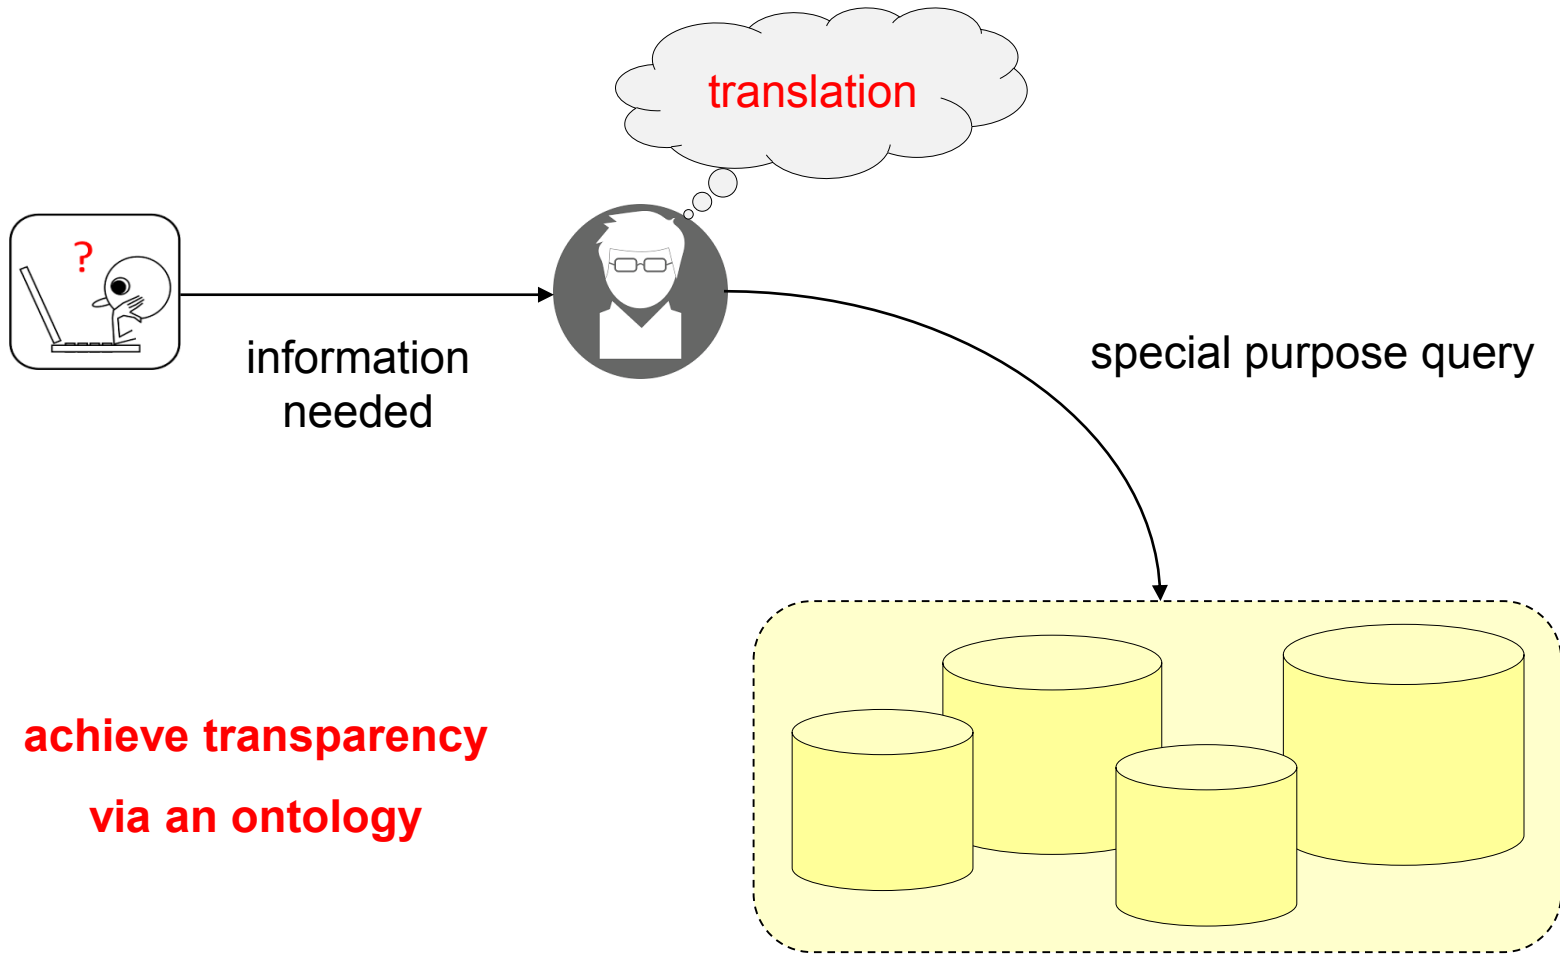 translation
?
information
needed
special purpose query
achieve transparency
via an ontology